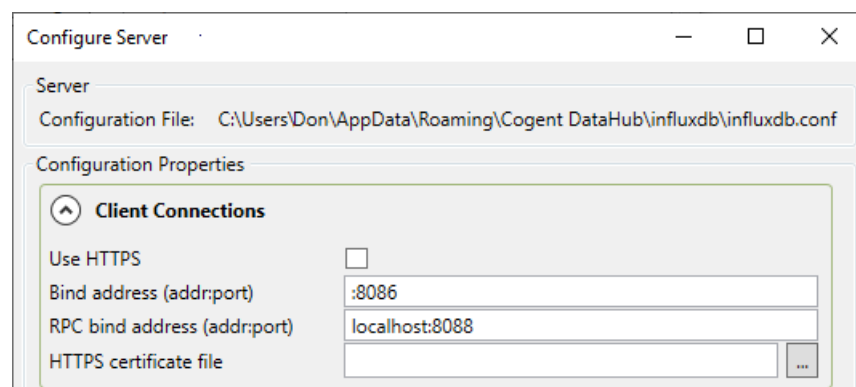 Configure Server
Server
Configuration File: C:\Users\Don\AppData\Roaming\Cogent DataHub\influxdb\influxdb.conf
Configuration Properties
Client Connections
Use HTTPS
Bind address (addr:port) :8086
RPC bind address (addr:port) localhost:8088
HTTPS certificate file ...